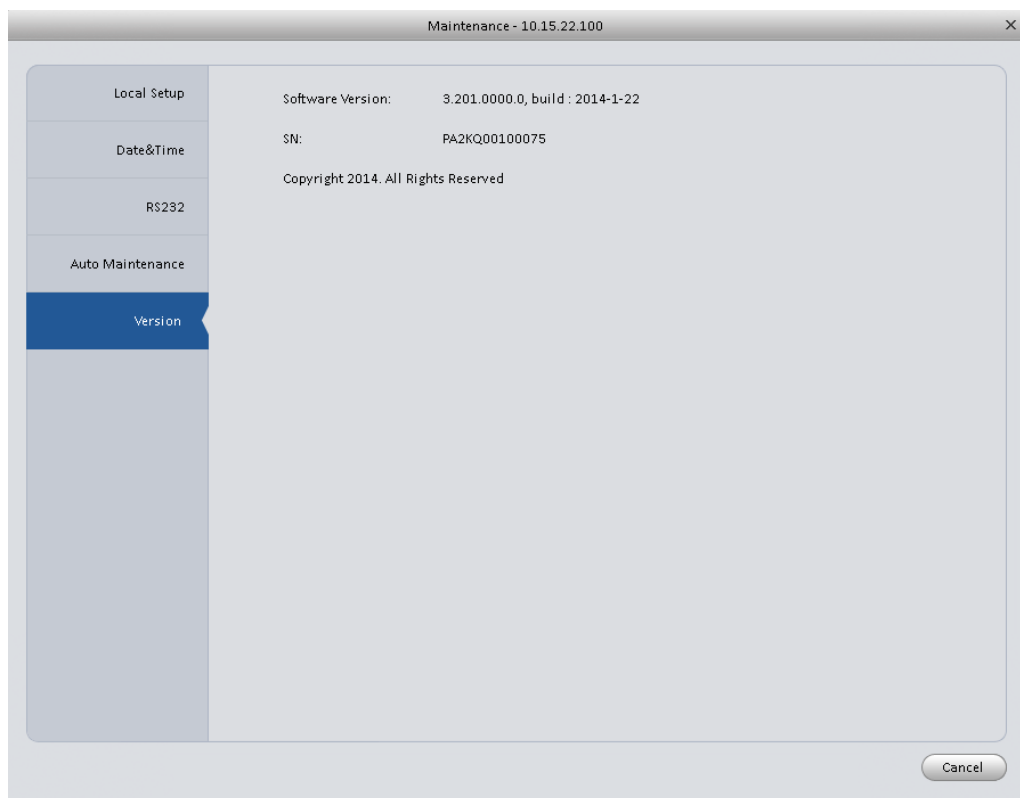 Maintenance - 10.15.22.100
Local Setup
Date&Time
RS232
Auto Maintenance
Version
Software Version: 3.201.0000.0, build : 2014-1-22
SN: PA2KQ00100075
Copyright 2014. All Rights Reserved
Cancel